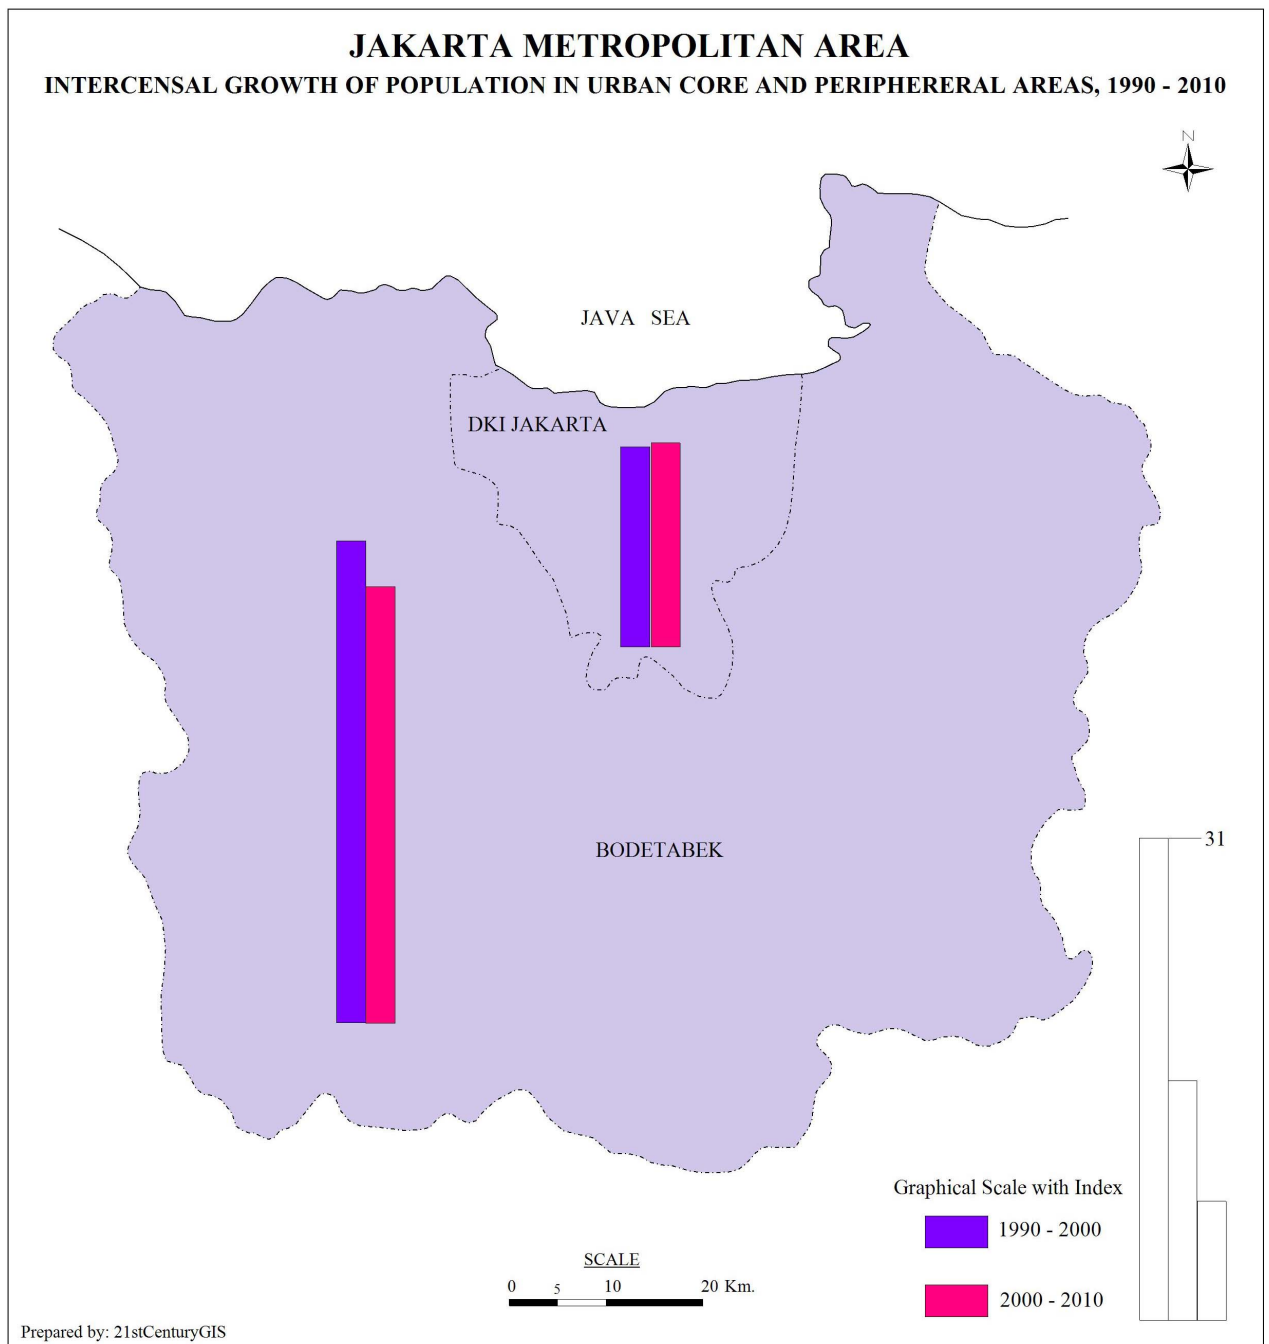 JAKARTA METROPOLITAN AREA
INTERCENSAL GROWTH OF POPULATION IN URBAN CORE AND PERIPHERERAL AREAS, 1990 - 2010
N
JAVA SEA
DKI JAKARTA
BODETABEK
31
Graphical Scale with Index
1990 - 2000
2000 - 2010
SCALE
0 5 10 20 Km.
Prepared by: 21stCenturyGIS